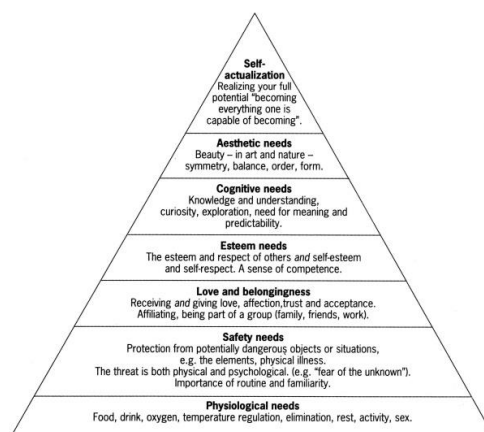 Self-
actualization
Realizing your full
potential "becoming
everything one is
capable of becoming".
Aesthetic needs
Beauty – in art and nature –
symmetry, balance, order, form.
Cognitive needs
Knowledge and understanding,
curiosity, exploration, need for meaning and
predictability.
Esteem needs
The esteem and respect of others and self-esteem
and self-respect. A sense of competence.
Love and belongingness
Receiving and giving love, affection,trust and acceptance.
Affiliating, being part of a group (family, friends, work).
Safety needs
Protection from potentially dangerous objects or situations,
e.g. the elements, physical illness.
The threat is both physical and psychological. (e.g. "fear of the unknown").
Importance of routine and familiarity.
Physiological needs
Food, drink, oxygen, temperature regulation, elimination, rest, activity, sex.